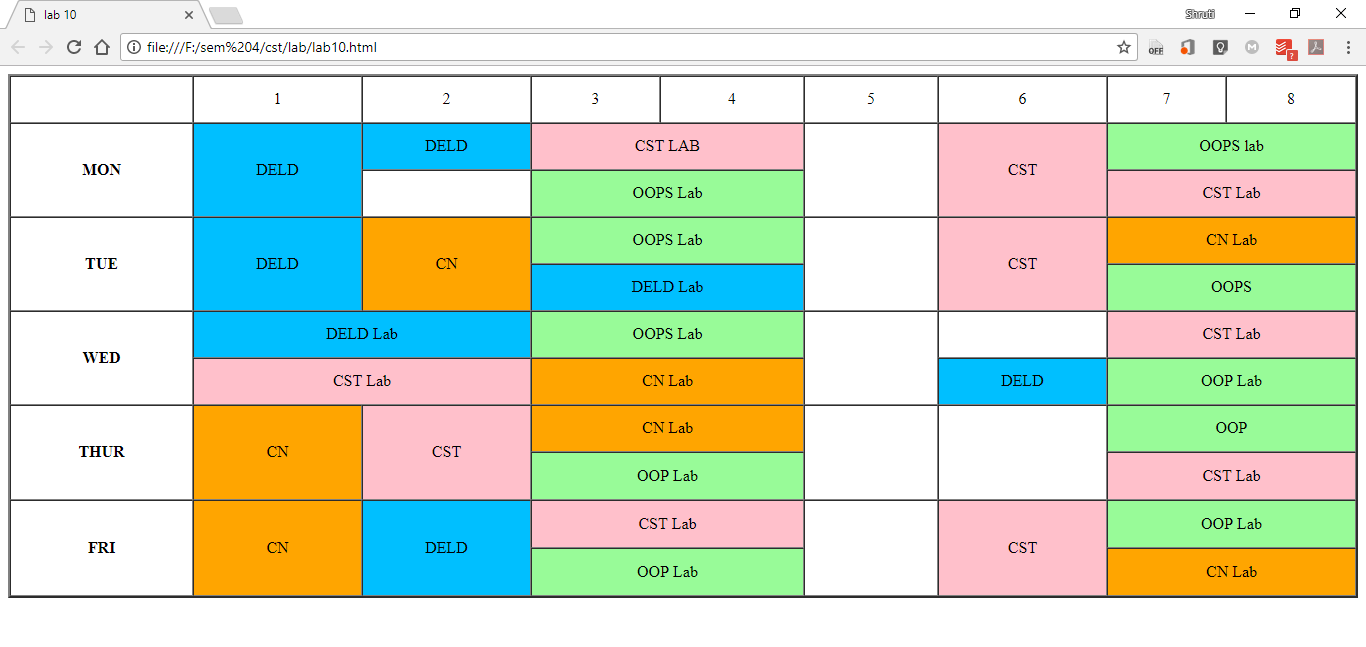 lab 10
Shruti
file:///F:/sem%204/cst/lab/lab10.html
OFF
M
?
1 2 3 4 5 6 7 8
DELD CST LAB OOPS lab
MON DELD CST
OOPS Lab CST Lab
OOPS Lab CN Lab
TUE DELD CN CST
DELD Lab OOPS
DELD Lab OOPS Lab CST Lab
WED
CST Lab CN Lab DELD OOP Lab
CN Lab OOP
THUR CN CST
OOP Lab CST Lab
CST Lab OOP Lab
FRI CN DELD CST
OOP Lab CN Lab